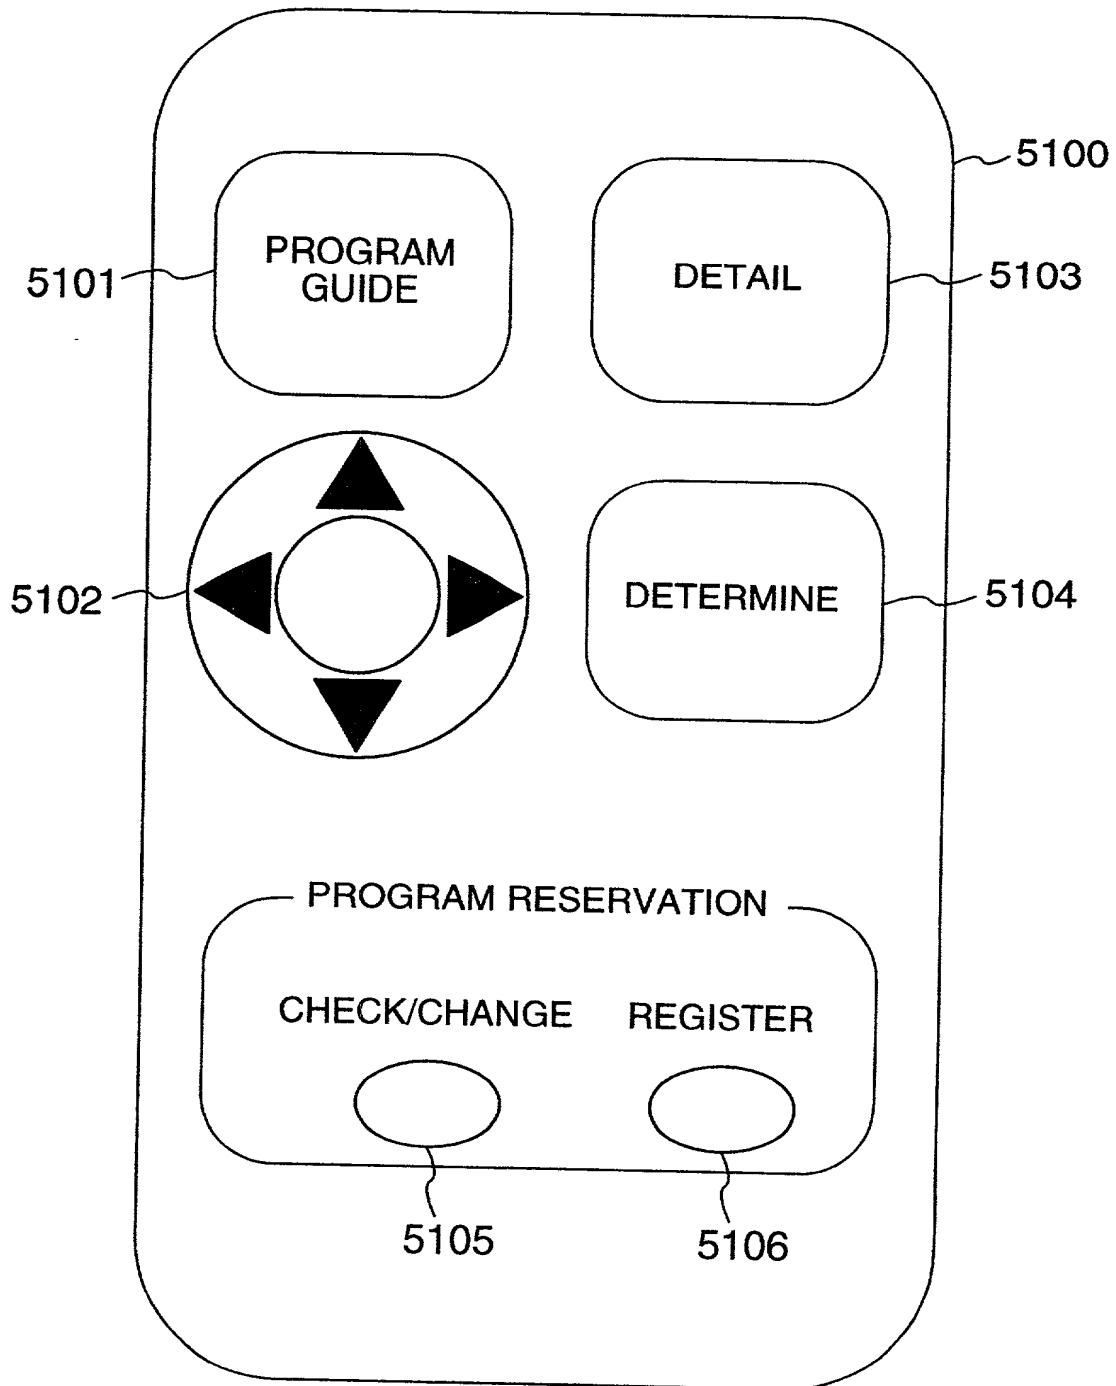 5100
PROGRAM
GUIDE
5101
DETAIL
5103
5102
DETERMINE
5104
PROGRAM RESERVATION
CHECK/CHANGE
REGISTER
5105
5106